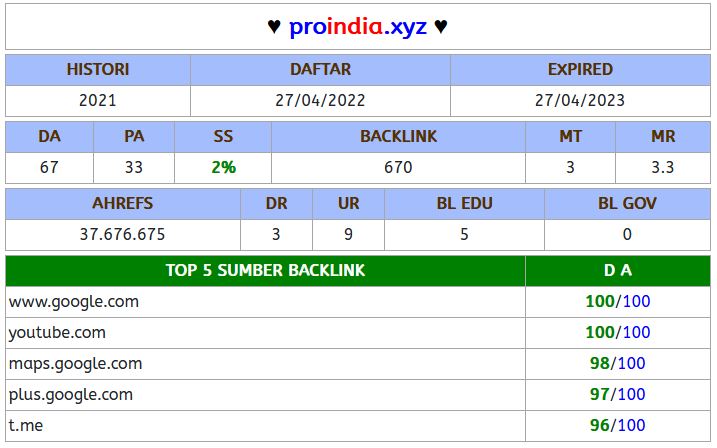 ♥ proindia.xyz ♥
HISTORI DAFTAR EXPIRED
2021 27/04/2022 27/04/2023
DA PA SS BACKLINK MT MR
67 33 2% 670 3 3.3
AHREFS DR UR BL EDU BL GOV
37.676.675 3 9 5 0
TOP 5 SUMBER BACKLINK D A
www.google.com 100/100
youtube.com 100/100
maps.google.com 98/100
plus.google.com 97/100
t.me 96/100